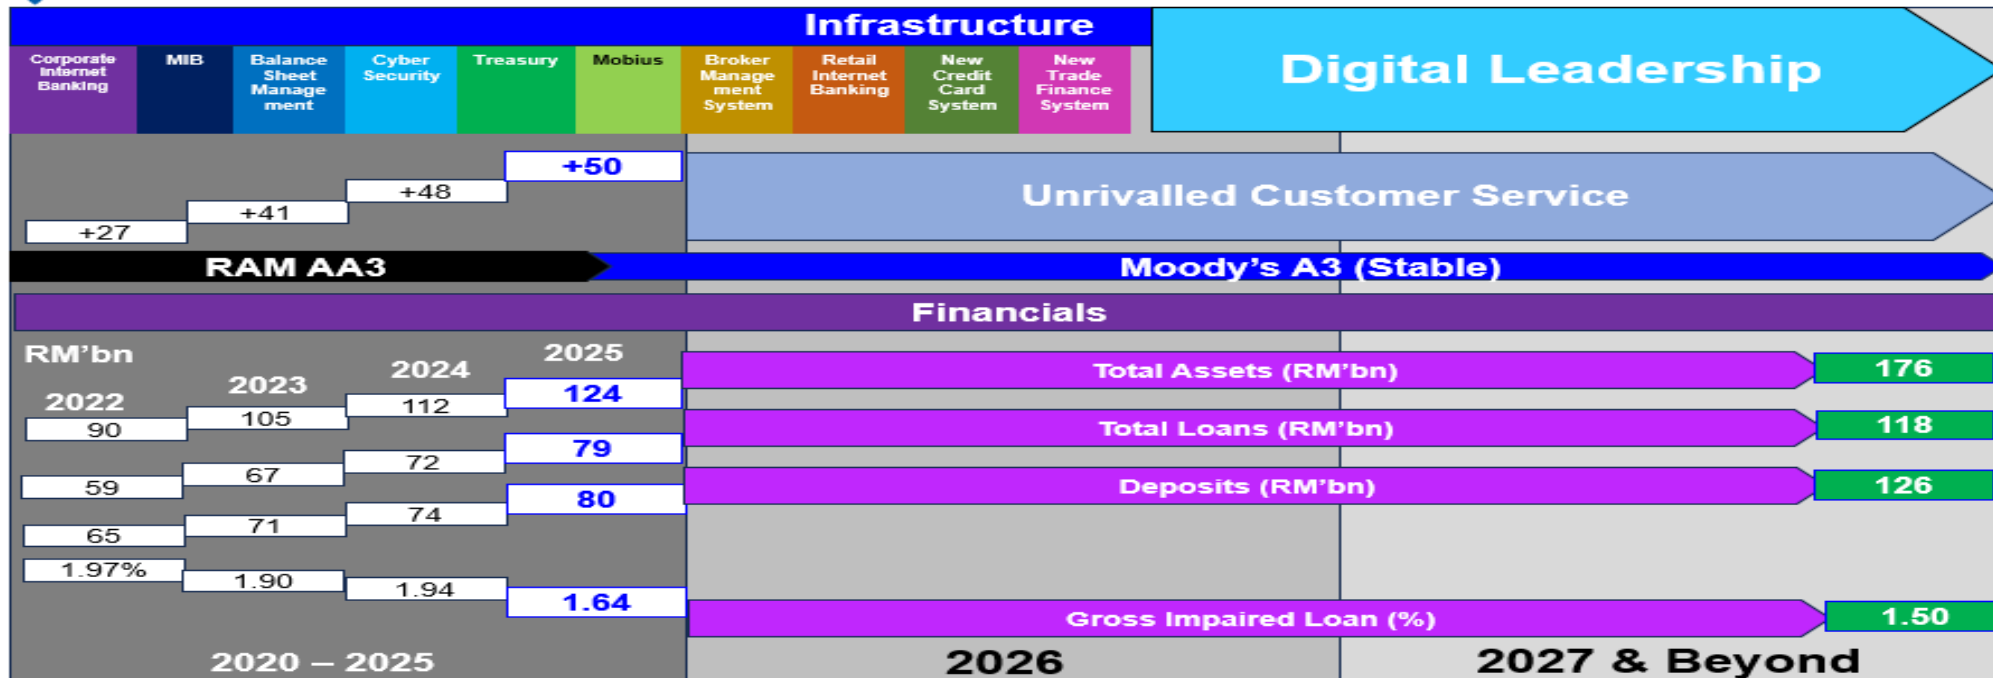 Infrastructure
Digital Leadership
Corporate
Internet
Banking
MIB
Balance
Sheet
Manage
ment
Cyber
Security
Treasury
Mobius
Broker
Manage
ment
System
Retail
Internet
Banking
New
Credit
Card
System
New
Trade
Finance
System
+27
+41
+48
+50
Unrivalled Customer Service
RAM AA3
Moody's A3 (Stable)
Financials
RM'bn
2022
2023
2024
2025
90
105
112
124
Total Assets (RM'bn)
176
59
67
72
79
Total Loans (RM'bn)
118
65
71
74
80
Deposits (RM'bn)
126
1.97%
1.90
1.94
1.64
Gross Impaired Loan (%)
1.50
2020 – 2025
2026
2027 & Beyond